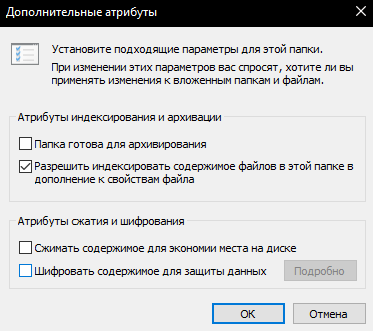 Дополнительные атрибуты
Установите подходящие параметры для этой папки.
При изменении этих параметров вас спросят, хотите ли вы
применять изменения к вложенным папкам и файлам.
Атрибуты индексирования и архивации
Папка готова для архивирования
Разрешить индексировать содержимое файлов в этой папке в
дополнение к свойствам файла
Атрибуты сжатия и шифрования
Сжимать содержимое для экономии места на диске
Шифровать содержимое для защиты данных
Подробно
ОК
Отмена